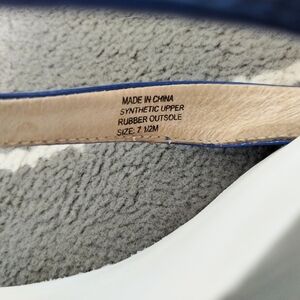 MADE IN CHINA
SYNTHETIC UPPER
RUBBER OUTSOLE
SIZE: 7 1/2M